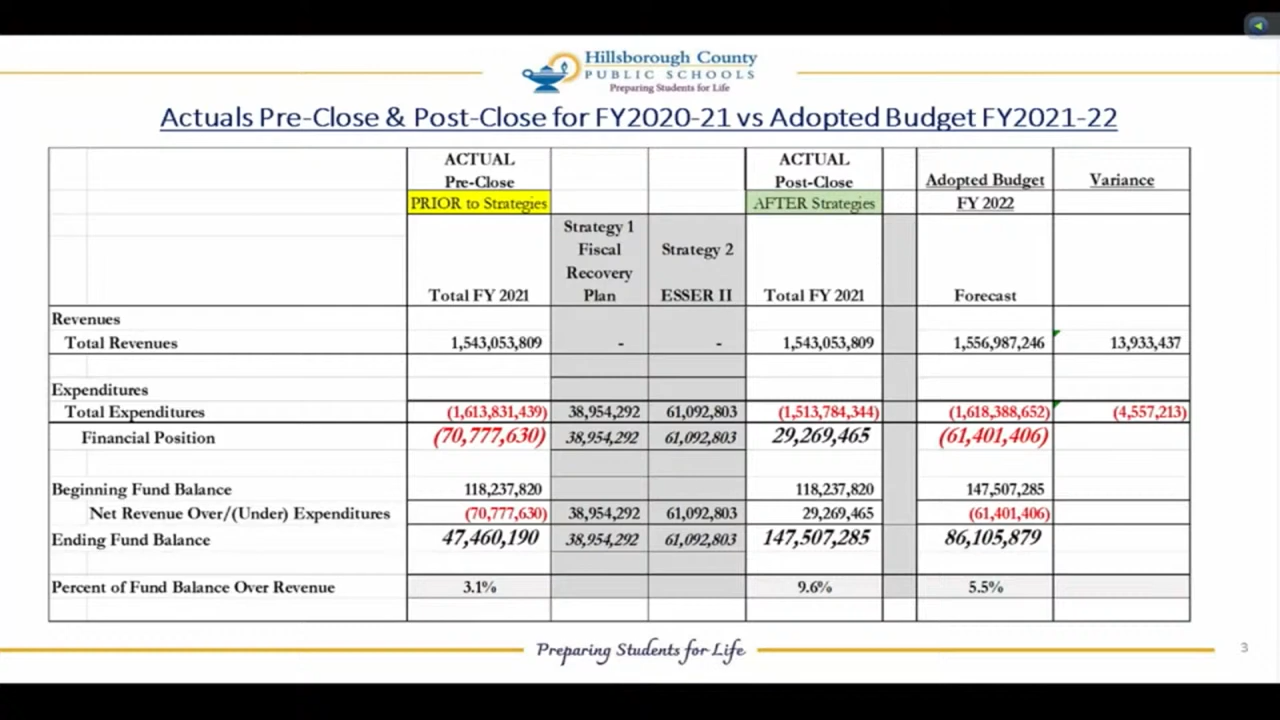 Hillsborough County
PUBLIC SCHOOLS
Preparing Students for Life
Actuals Pre-Close & Post-Close for FY2020-21 vs Adopted Budget FY2021-22
ACTUAL Pre-Close ACTUAL Post-Close Adopted Budget Variance
PRIOR to Strategies AFTER Strategies FY 2022
Total FY 2021 Strategy 1 Fiscal Recovery Plan Strategy 2 ESSER II Total FY 2021 Forecast
Revenues
Total Revenues 1,543,053,809 - - 1,543,053,809 1,556,987,246 13,933,437
Expenditures
Total Expenditures (1,613,831,439) 38,954,292 61,092,803 (1,513,784,344) (1,618,388,652) (4,557,213)
Financial Position (70,777,630) 38,954,292 61,092,803 29,269,465 (61,401,406)
Beginning Fund Balance 118,237,820 118,237,820 147,507,285
Net Revenue Over/(Under) Expenditures (70,777,630) 38,954,292 61,092,803 29,269,465 (61,401,406)
Ending Fund Balance 47,460,190 38,954,292 61,092,803 147,507,285 86,105,879
Percent of Fund Balance Over Revenue 3.1% 9.6% 5.5%
Preparing Students for Life
3